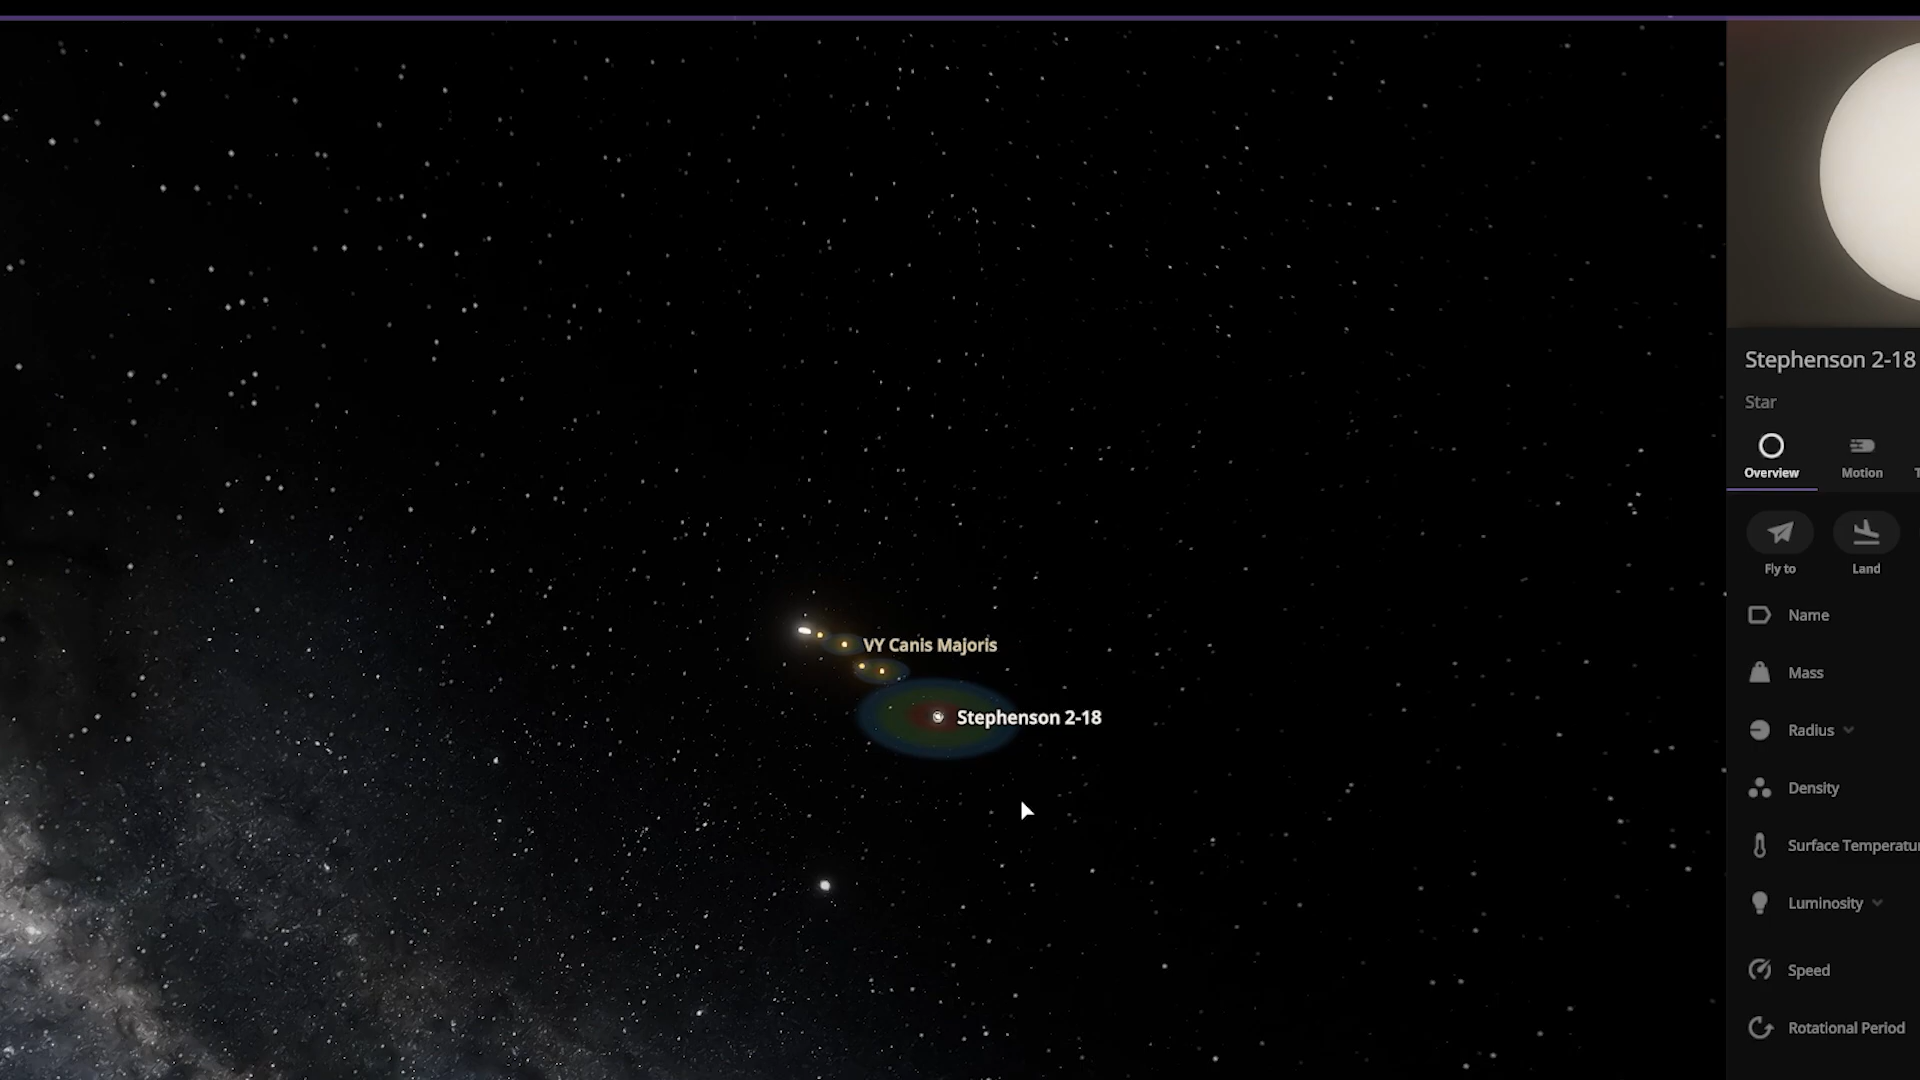 VY Canis Majoris
Stephenson 2-18
Stephenson 2-18
Star
Overview
Motion
Fly to
Land
Name
Mass
Radius
Density
Surface
Luminosity
Speed
Rotational Period